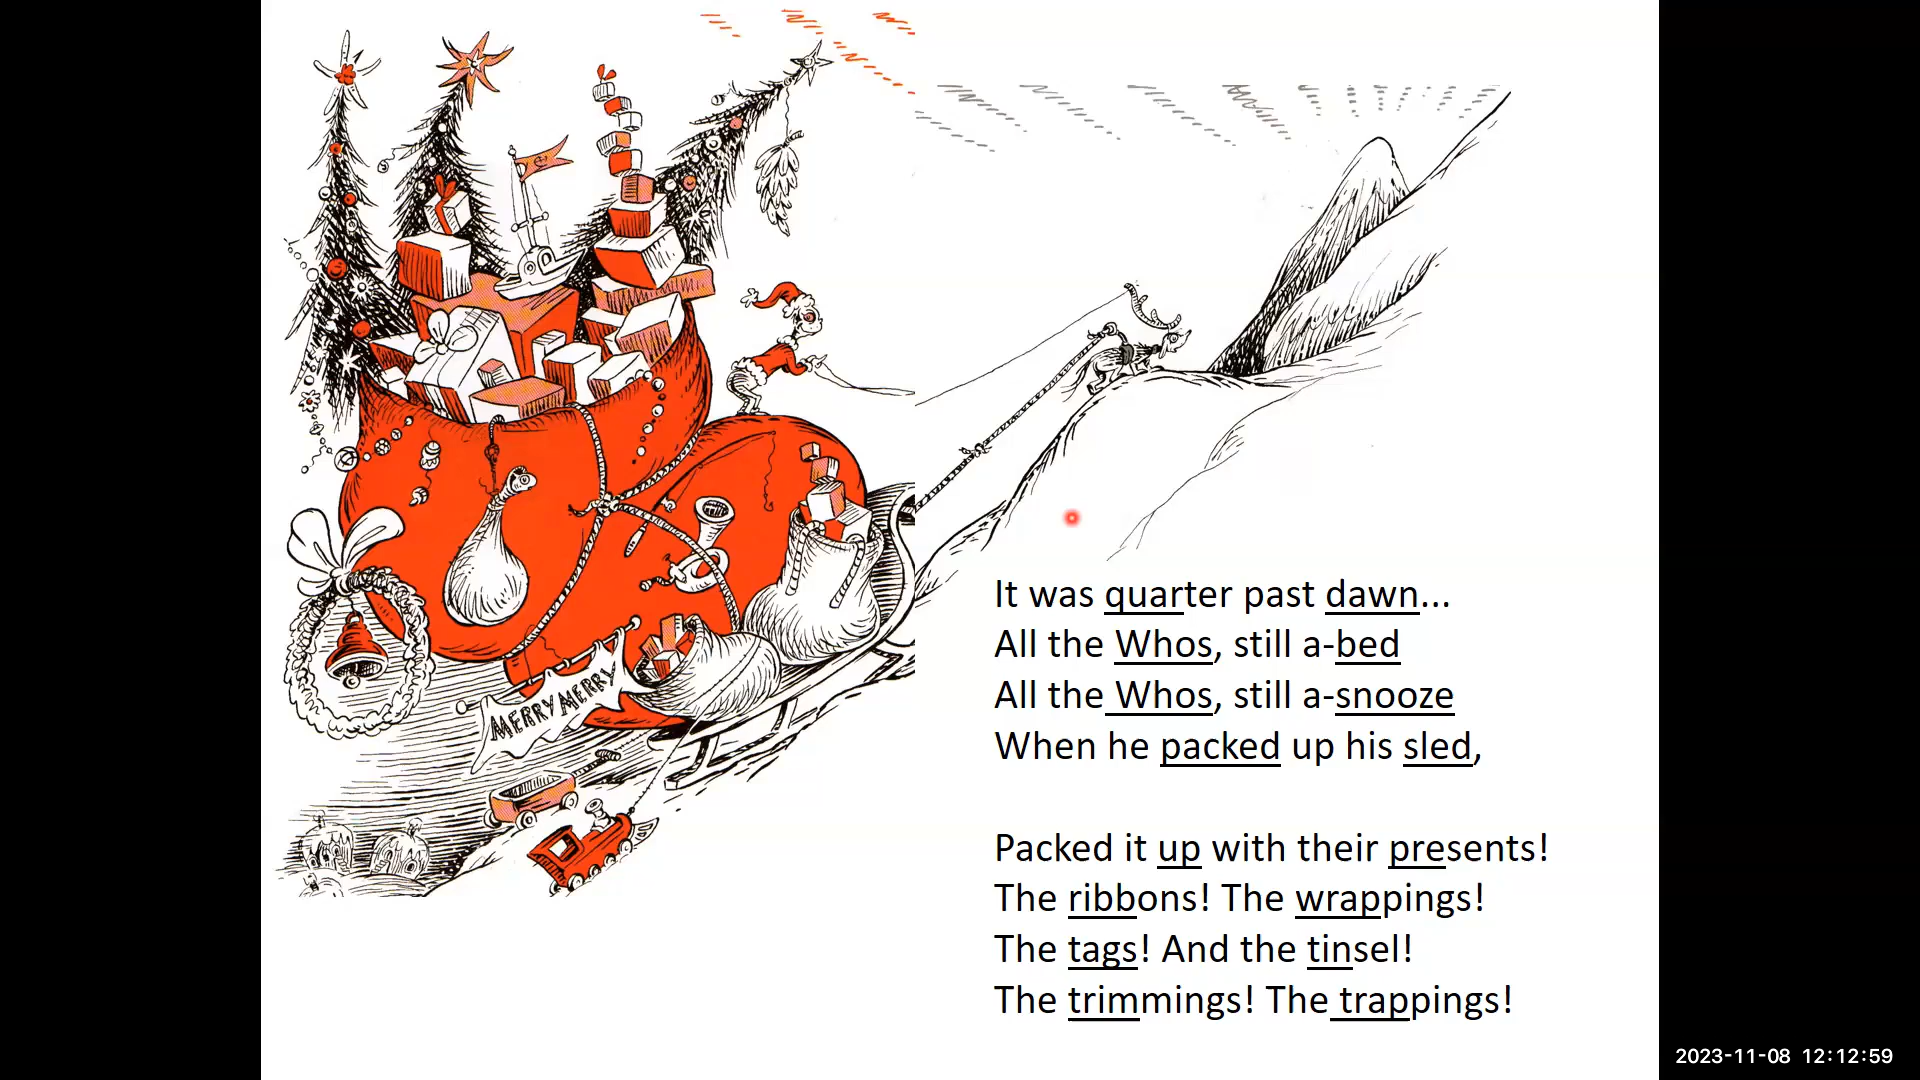 MERRY MERRY
It was quarter past dawn...
All the Whos, still a-bed
All the Whos, still a-snooze
When he packed up his sled,
Packed it up with their presents!
The ribbons! The wrappings!
The tags! And the tinsel!
The trimmings! The trappings!
2023-11-08 12:12:59